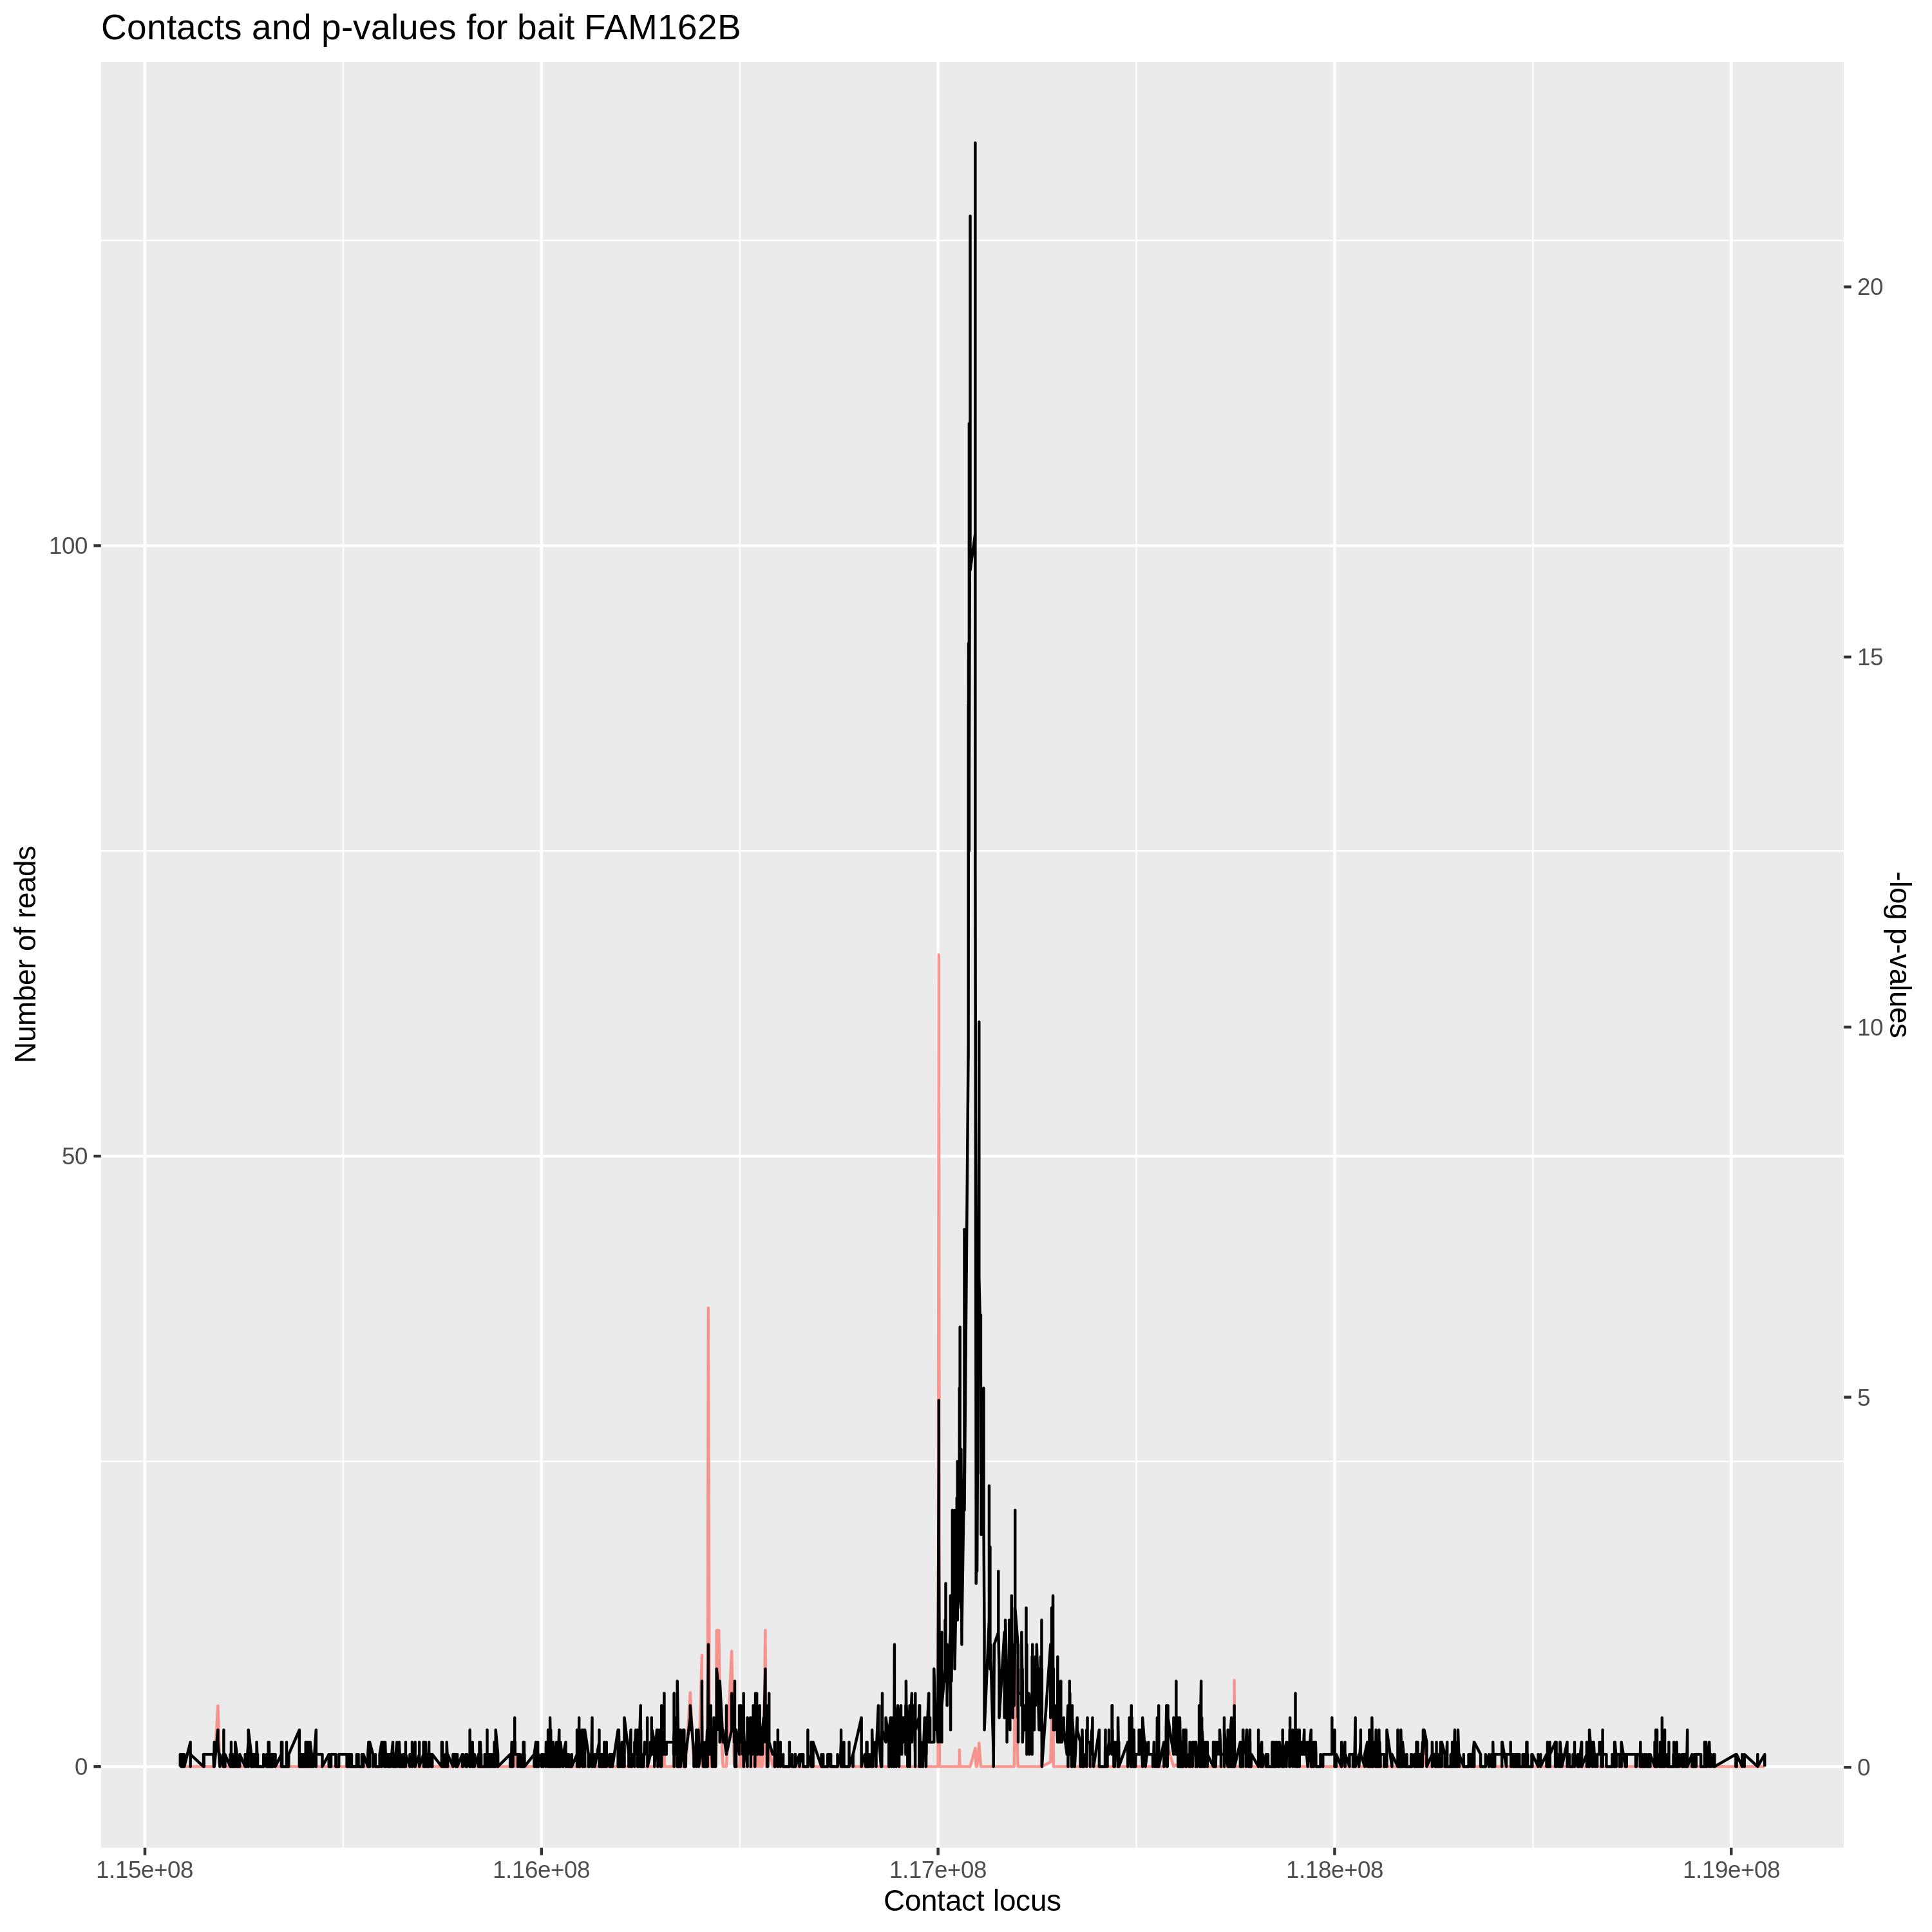 Contacts and p-values for bait FAM162B
Number of reads
100
50
0
20
15
10
5
0
-log p-values
1.15e+08 1.16e+08 1.17e+08 1.18e+08 1.19e+08
Contact locus